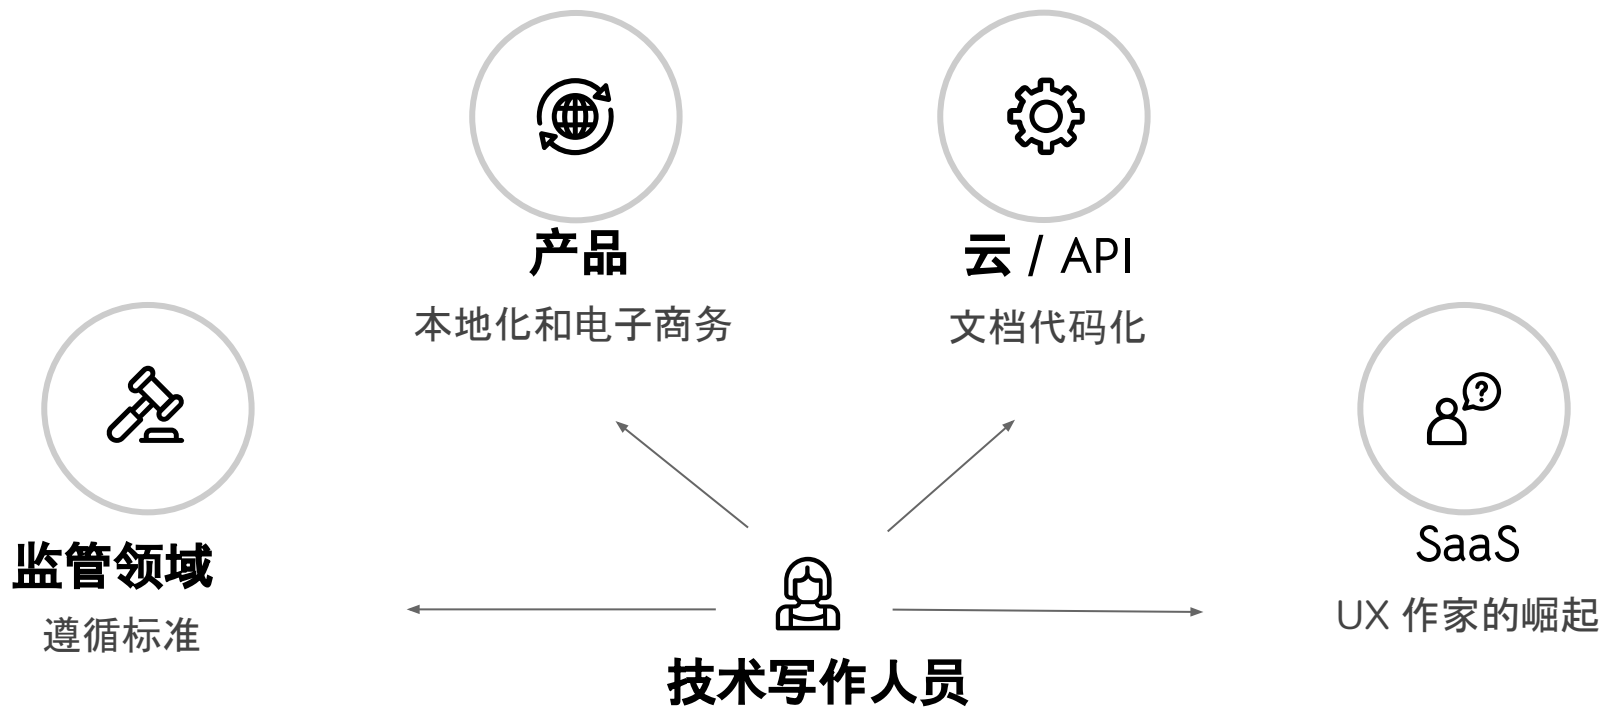 产品
本地化和电子商务
云 / API
文档代码化
监管领域
遵循标准
SaaS
UX 作家的崛起
技术写作人员